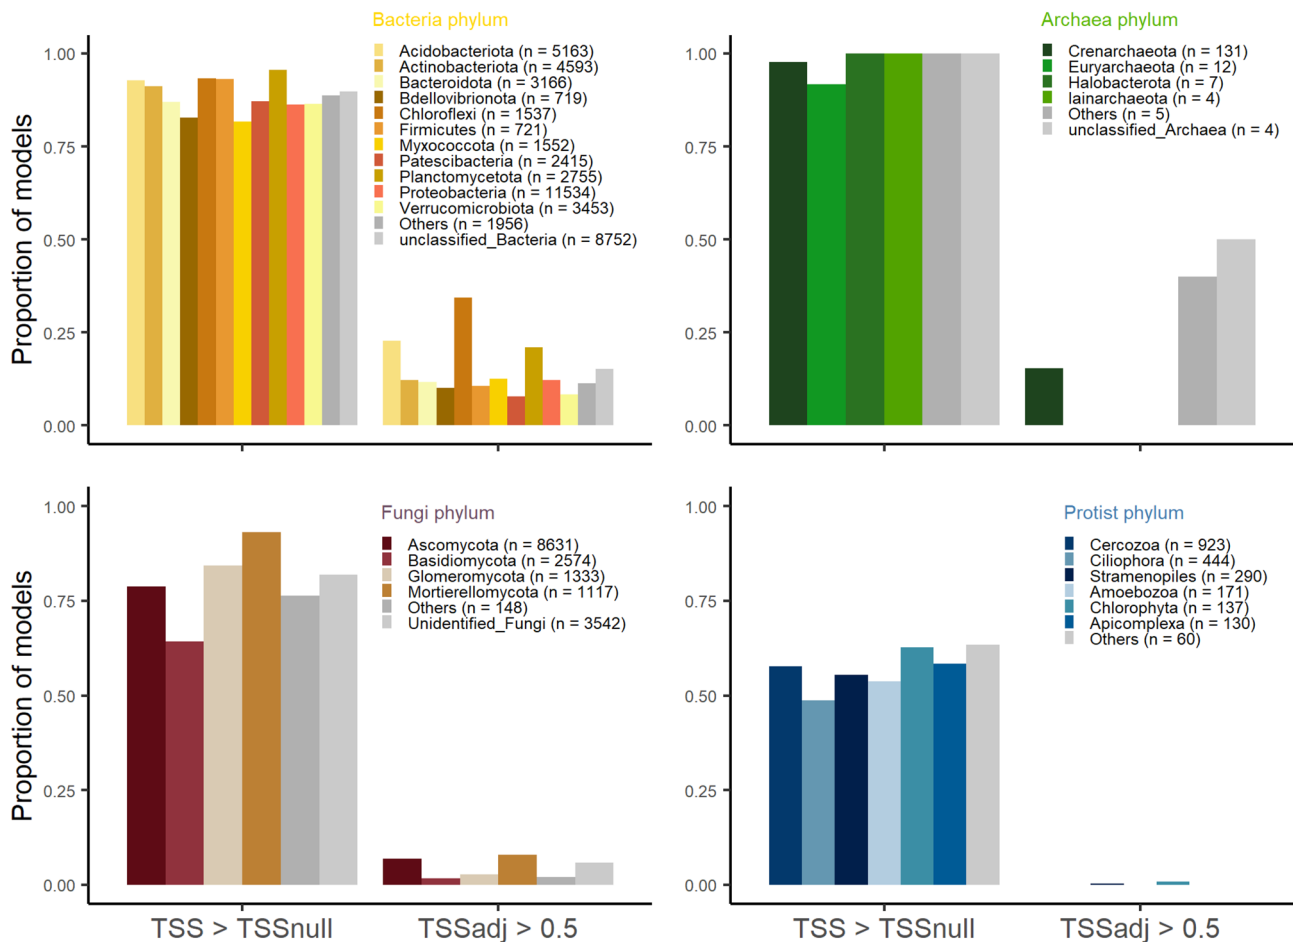 Bacteria phylum
Acidobacteriota (n = 5163)
Actinobacteriota (n = 4593)
Bacteroidota (n = 3166)
Bdellovibrionota (n = 719)
Chloroflexi (n = 1537)
Firmicutes (n = 721)
Myxococcota (n = 1552)
Patescibacteria (n = 2415)
Planctomycetota (n = 2755)
Proteobacteria (n = 11534)
Verrucomicrobiota (n = 3453)
Others (n = 1956)
unclassified_Bacteria (n = 8752)
Proportion of models
1.00
0.75
0.50
0.25
0.00
Archaea phylum
Crenarchaeota (n = 131)
Euryarchaeota (n = 12)
Halobacterota (n = 7)
Iainarchaeota (n = 4)
Others (n = 5)
unclassified_Archaea (n = 4)
1.00
0.75
0.50
0.25
0.00
Fungi phylum
Ascomycota (n = 8631)
Basidiomycota (n = 2574)
Glomeromycota (n = 1333)
Mortierellomycota (n = 1117)
Others (n = 148)
Unidentified_Fungi (n = 3542)
Proportion of models
1.00
0.75
0.50
0.25
0.00
TSS > TSSnull
TSSadj > 0.5
Protist phylum
Cercozoa (n = 923)
Ciliophora (n = 444)
Stramenopiles (n = 290)
Amoebozoa (n = 171)
Chlorophyta (n = 137)
Apicomplexa (n = 130)
Others (n = 60)
1.00
0.75
0.50
0.25
0.00
TSS > TSSnull
TSSadj > 0.5